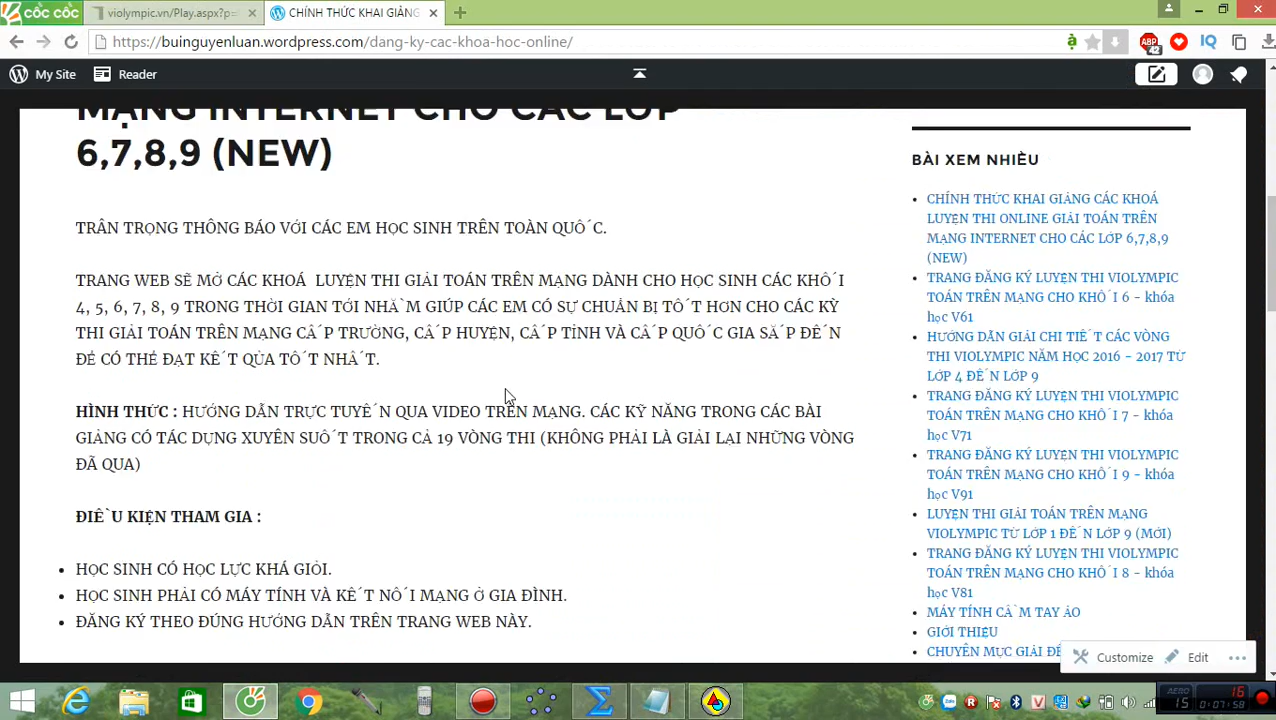 cốc cốc
violympic.vn/Play.aspx?p=
CHÍNH THỨC KHAI GIẢNG
https://buinguyenluan.wordpress.com/dang-ky-cac-khoa-hoc-online/
ABP
42
IQ
My Site
Reader
MẠNG INTERNET CHO CÁC LỚP
6,7,8,9 (NEW)
TRÂN TRỌNG THÔNG BÁO VỚI CÁC EM HỌC SINH TRÊN TOÀN QUỐC.
TRANG WEB SẼ MỞ CÁC KHOÁ LUYỆN THI GIẢI TOÁN TRÊN MẠNG DÀNH CHO HỌC SINH CÁC KHỐI
4, 5, 6, 7, 8, 9 TRONG THỜI GIAN TỚI NHẰM GIÚP CÁC EM CÓ SỰ CHUẨN BỊ TỐT HƠN CHO CÁC KỲ
THI GIẢI TOÁN TRÊN MẠNG CẤP TRƯỜNG, CẤP HUYỆN, CẤP TỈNH VÀ CẤP QUỐC GIA SẮP ĐẾN
ĐỂ CÓ THỂ ĐẠT KẾT QỦA TỐT NHẤT.
HÌNH THỨC : HƯỚNG DẪN TRỰC TUYẾN QUA VIDEO TRÊN MẠNG. CÁC KỸ NĂNG TRONG CÁC BÀI
GIẢNG CÓ TÁC DỤNG XUYÊN SUỐT TRONG CẢ 19 VÒNG THI (KHÔNG PHẢI LÀ GIẢI LẠI NHỮNG VÒNG
ĐÃ QUA)
ĐIỀU KIỆN THAM GIA :
HỌC SINH CÓ HỌC LỰC KHÁ GIỎI.
HỌC SINH PHẢI CÓ MÁY TÍNH VÀ KẾT NỐI MẠNG Ở GIA ĐÌNH.
ĐĂNG KÝ THEO ĐÚNG HƯỚNG DẪN TRÊN TRANG WEB NÀY.
BÀI XEM NHIỀU
CHÍNH THỨC KHAI GIẢNG CÁC KHOÁ
LUYỆN THI ONLINE GIẢI TOÁN TRÊN
MẠNG INTERNET CHO CÁC LỚP 6,7,8,9
(NEW)
TRANG ĐĂNG KÝ LUYỆN THI VIOLYMPIC
TOÁN TRÊN MẠNG CHO KHỐI 6 - khóa
học V61
HƯỚNG DẪN GIẢI CHI TIẾT CÁC VÒNG
THI VIOLYMPIC NĂM HỌC 2016 - 2017 TỪ
LỚP 4 ĐẾN LỚP 9
TRANG ĐĂNG KÝ LUYỆN THI VIOLYMPIC
TOÁN TRÊN MẠNG CHO KHỐI 7 - khóa
học V71
TRANG ĐĂNG KÝ LUYỆN THI VIOLYMPIC
TOÁN TRÊN MẠNG CHO KHỐI 9 - khóa
học V91
LUYỆN THI GIẢI TOÁN TRÊN MẠNG
VIOLYMPIC TỪ LỚP 1 ĐẾN LỚP 9 (MỚI)
TRANG ĐĂNG KÝ LUYỆN THI VIOLYMPIC
TOÁN TRÊN MẠNG CHO KHỐI 8 - khóa
học V81
MÁY TÍNH CẦM TAY ẢO
GIỚI THIỆU
CHUYÊN MỤC GIẢI ĐỀ
Customize
Edit
AERO
15
16
0:07:58